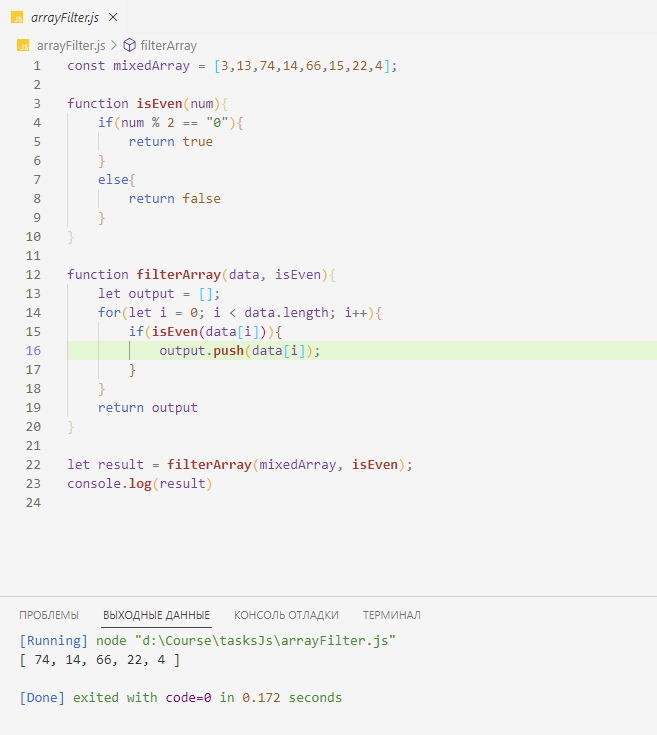 JS arrayFilter.js ×
JS arrayFilter.js > filterArray
1 const mixedArray = [3,13,74,14,66,15,22,4];
2
3 function isEven(num){
4     if(num % 2 == "0"){
5         return true
6     }
7     else{
8         return false
9     }
10 }
11
12 function filterArray(data, isEven){
13     let output = [];
14     for(let i = 0; i < data.length; i++){
15         if(isEven(data[i])){
16             output.push(data[i]);
17         }
18     }
19     return output
20 }
21
22 let result = filterArray(mixedArray, isEven);
23 console.log(result)
24
ПРОБЛЕМЫ ВЫХОДНЫЕ ДАННЫЕ КОНСОЛЬ ОТЛАДКИ ТЕРМИНАЛ
[Running] node "d:\Course\tasksJs\arrayFilter.js"
[ 74, 14, 66, 22, 4 ]
[Done] exited with code=0 in 0.172 seconds